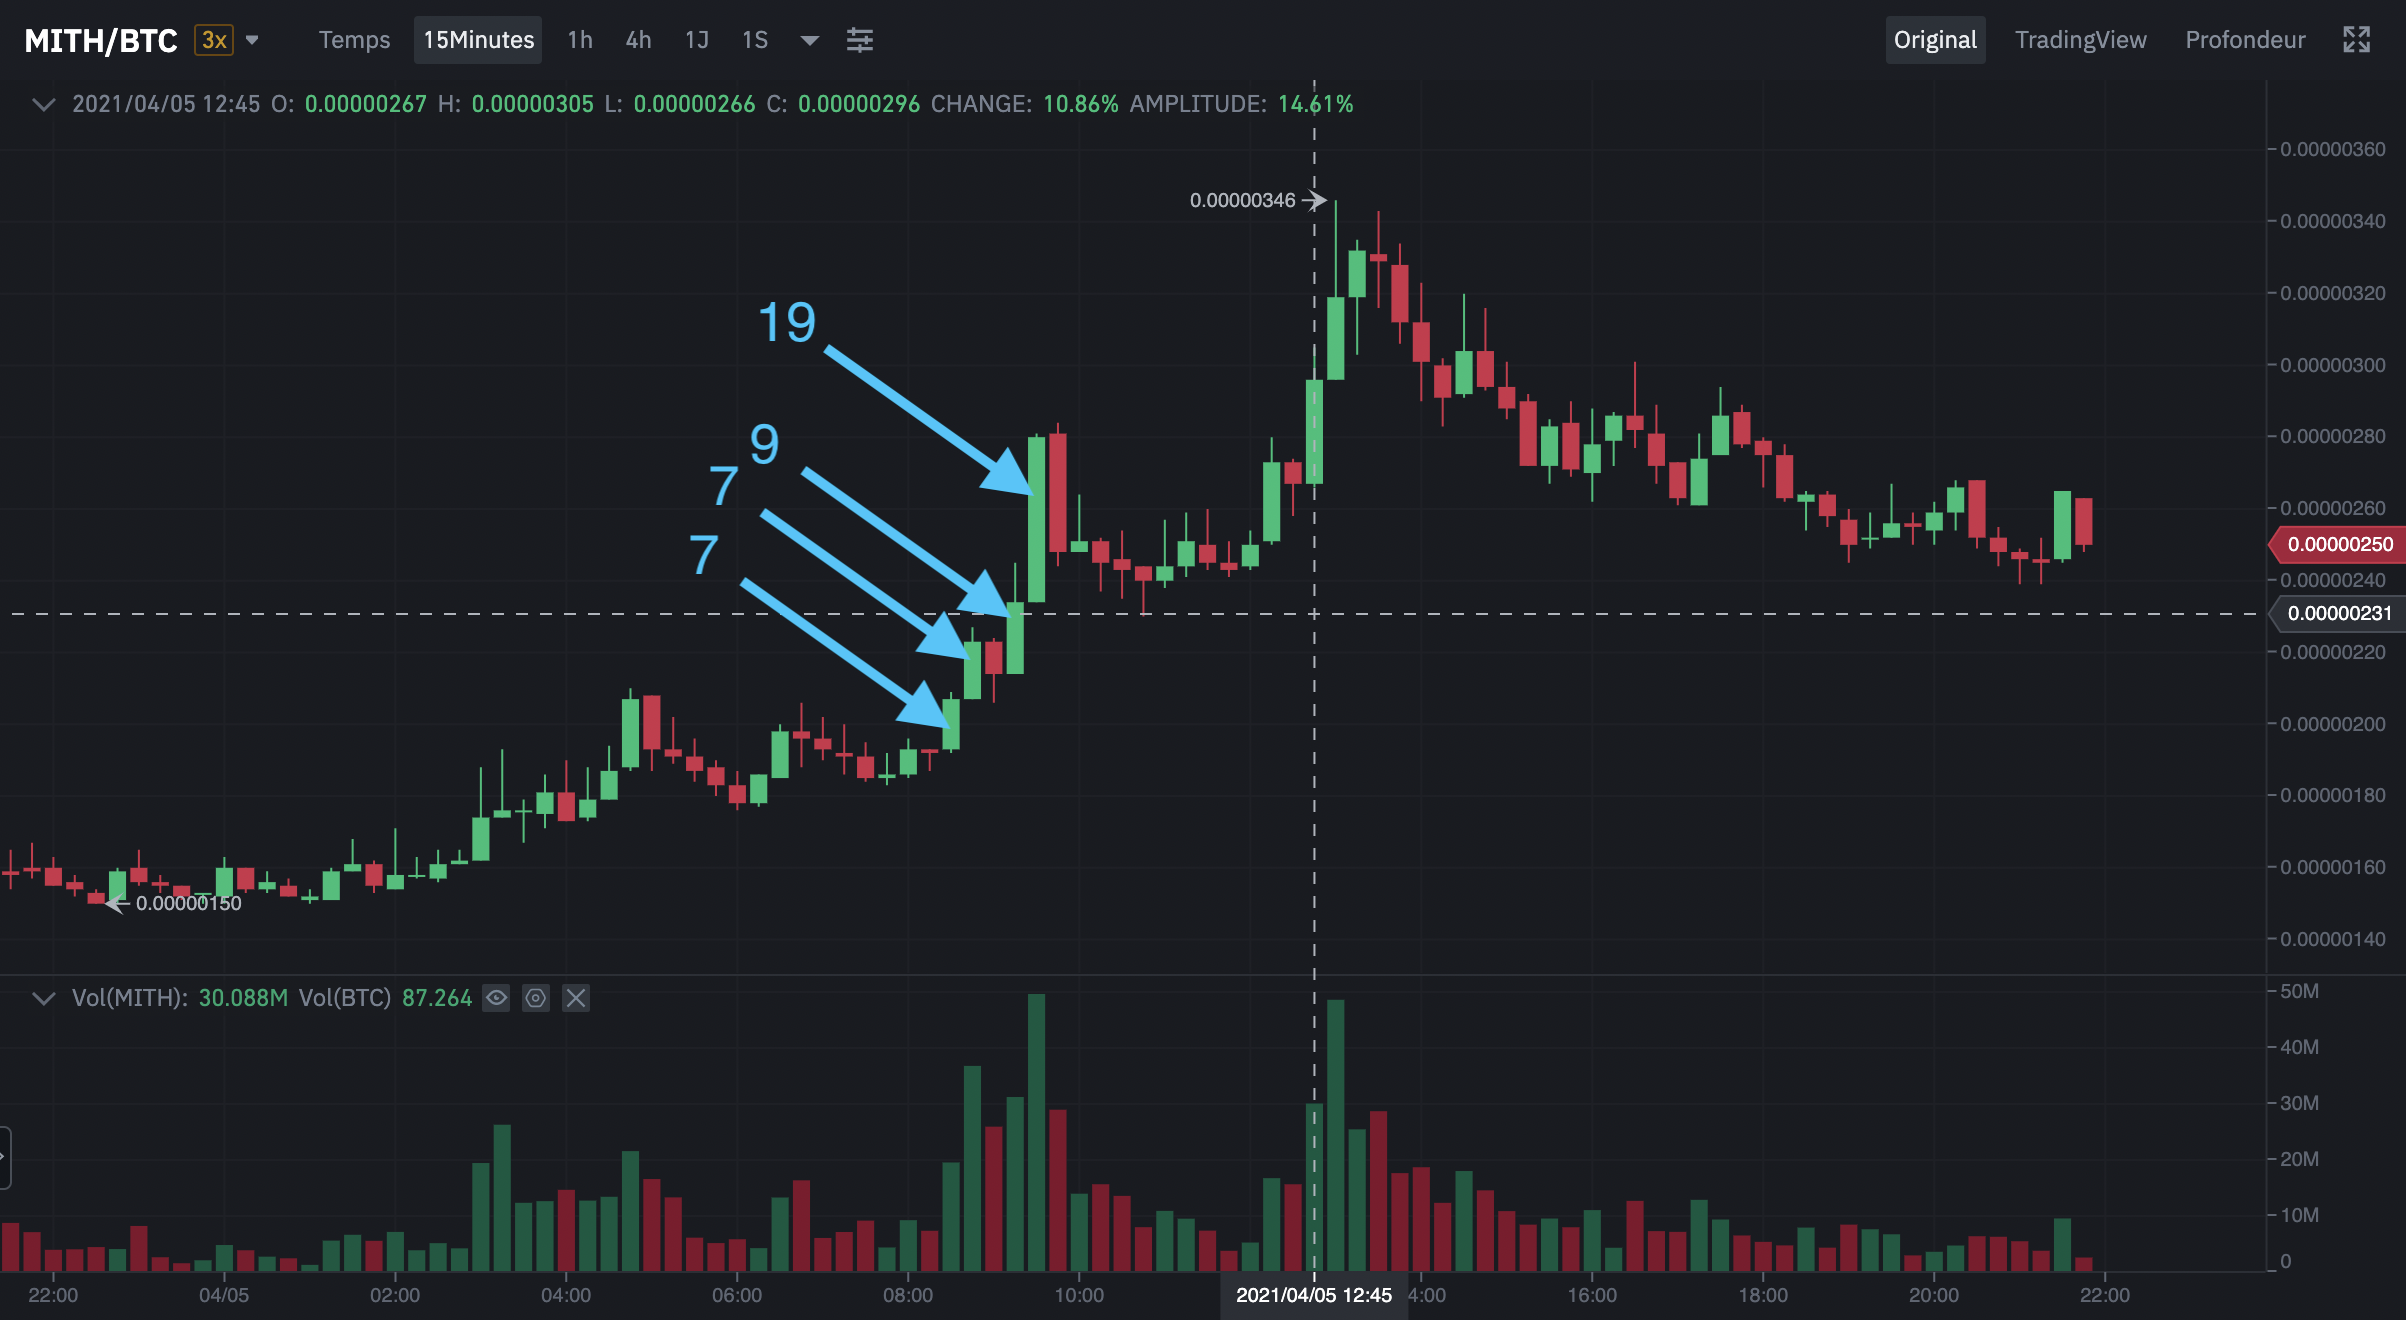 MITH/BTC 3x Temps 15Minutes 1h 4h 1J 1S Original TradingView Profondeur
2021/04/05 12:45 O: 0.00000267 H: 0.00000305 L: 0.00000266 C: 0.00000296 CHANGE: 10.86% AMPLITUDE: 14.61%
0.00000360
0.00000346
0.00000340
0.00000320
19
0.00000300
9
0.00000280
7
0.00000260
7
0.00000250
0.00000240
0.00000231
0.00000220
0.00000200
0.00000180
0.00000160
0.00000150
0.00000140
Vol(MITH): 30.088M Vol(BTC) 87.264
50M
40M
30M
20M
10M
0
22:00 04/05 02:00 04:00 06:00 08:00 10:00 2021/04/05 12:45 4:00 16:00 18:00 20:00 22:00